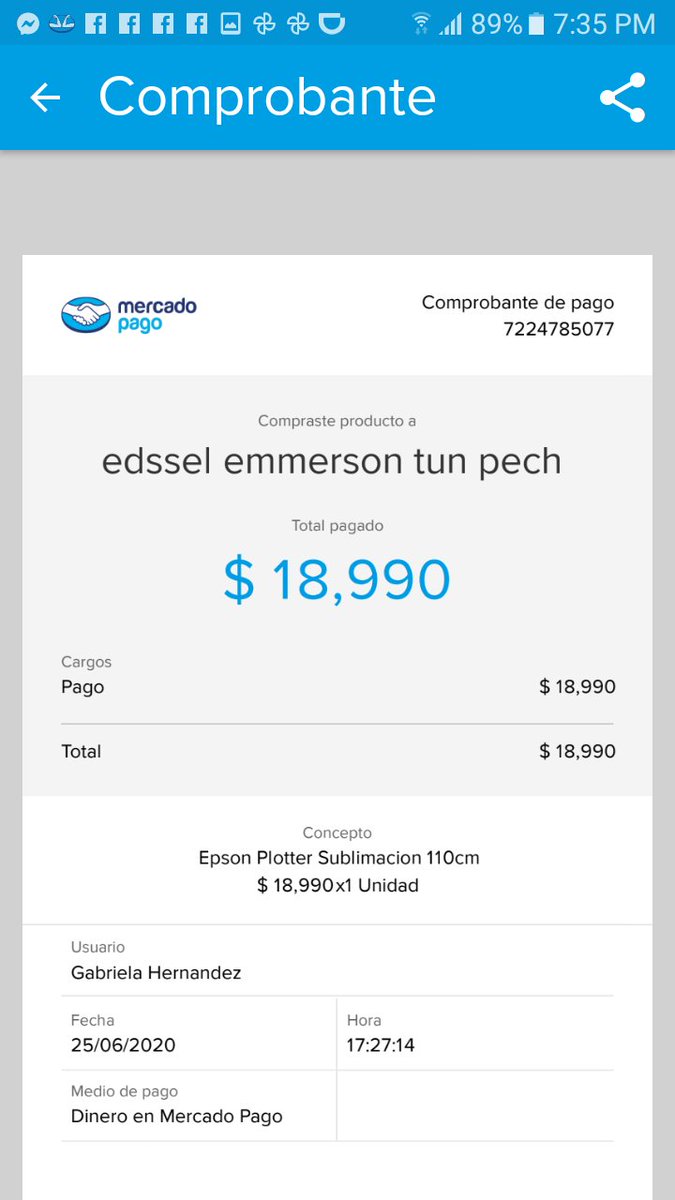 89% 7:35 PM
Comprobante
mercado
pago
Comprobante de pago
7224785077
Compraste producto a
edssel emmerson tun pech
Total pagado
$ 18,990
Cargos
Pago $ 18,990
Total $ 18,990
Concepto
Epson Plotter Sublimacion 110cm
$ 18,990x1 Unidad
Usuario
Gabriela Hernandez
Fecha Hora
25/06/2020 17:27:14
Medio de pago
Dinero en Mercado Pago